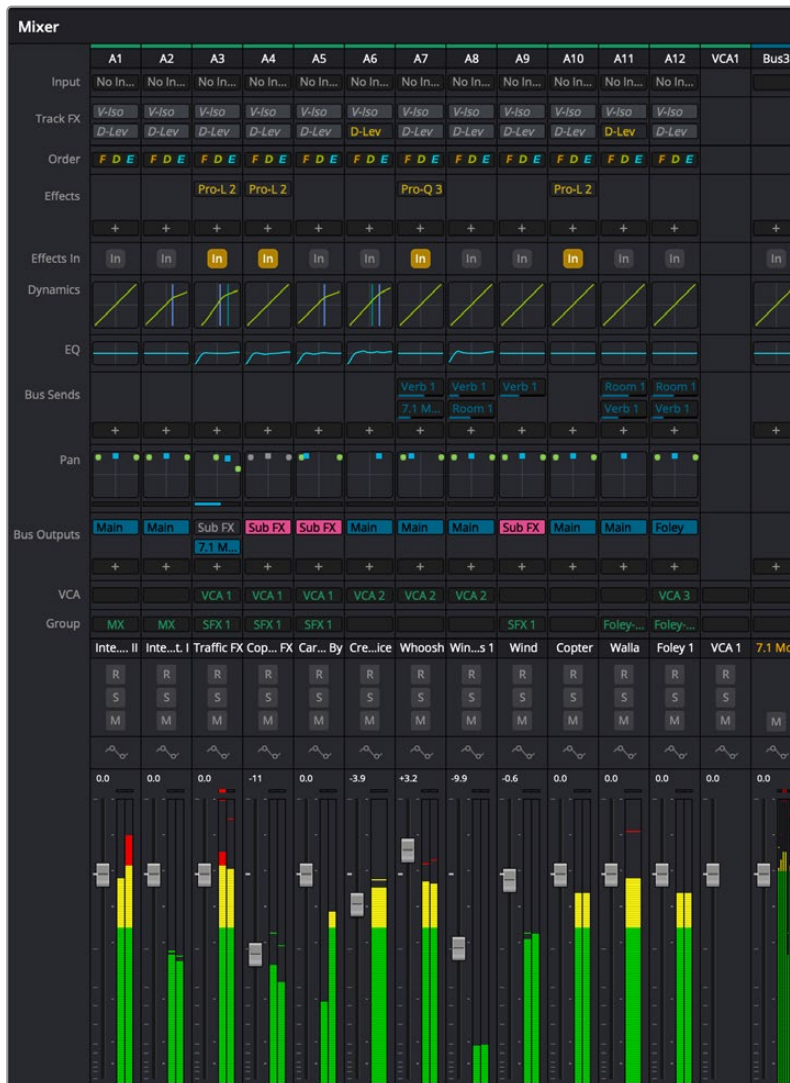 Mixer
A1 A2 A3 A4 A5 A6 A7 A8 A9 A10 A11 A12 VCA1 Bus3
Input No In... No In... No In... No In... No In... No In... No In... No In... No In... No In... No In... No In...
V-Iso V-Iso V-Iso V-Iso V-Iso V-Iso V-Iso V-Iso V-Iso V-Iso V-Iso V-Iso
Track FX
D-Lev D-Lev D-Lev D-Lev D-Lev D-Lev D-Lev D-Lev D-Lev D-Lev D-Lev D-Lev
Order F D E F D E F D E F D E F D E F D E F D E F D E F D E F D E F D E F D E
Effects Pro-L 2 Pro-L 2 Pro-Q 3 Pro-L 2
+ + + + + + + + + + + + +
Effects In In In In In In In In In In In In In In
Dynamics
EQ
Bus Sends Verb 1 Verb 1 Verb 1 Room 1 Room 1
7.1 M... Room 1 Verb 1 Verb 1
+ + + + + + + + + + + + +
Pan
Bus Outputs Main Main Sub FX Sub FX Sub FX Main Main Main Sub FX Main Main Foley
7.1 M...
+ + + + + + + + + + + + +
VCA VCA 1 VCA 1 VCA 1 VCA 2 VCA 2 VCA 2 VCA 3
Group MX MX SFX 1 SFX 1 SFX 1 SFX 1 Foley-... Foley-...
Inte.... II Inte...t. I Traffic FX Cop... FX Car... By Cre...ice Whoosh Win...s 1 Wind Copter Walla Foley 1 VCA 1 7.1 Mo
R R R R R R R R R R R R R
S S S S S S S S S S S S S
M M M M M M M M M M M M M M
0.0 0.0 0.0 -11 0.0 -3.9 +3.2 -9.9 -0.6 0.0 0.0 0.0 0.0 0.0